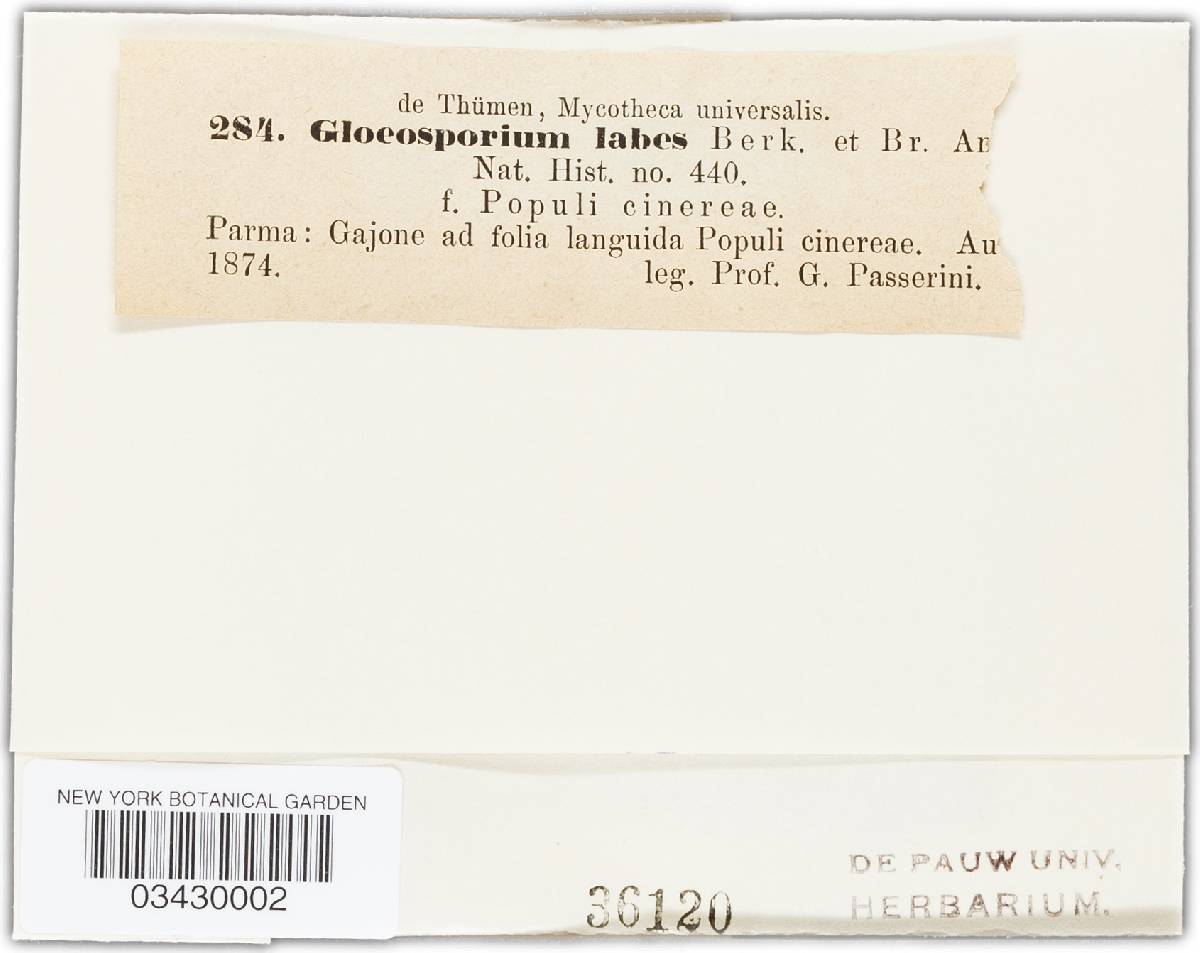 de Thümen, Mycotheca universalis.
284. Gloeosporium labes Berk. et Br. An
Nat. Hist. no. 440.
f. Populi cinereae.
Parma: Gajone ad folia languida Populi cinereae. Au
1874. leg. Prof. G. Passerini.
NEW YORK BOTANICAL GARDEN
03430002
36120
DE PAUW UNIV.
HERBARIUM.